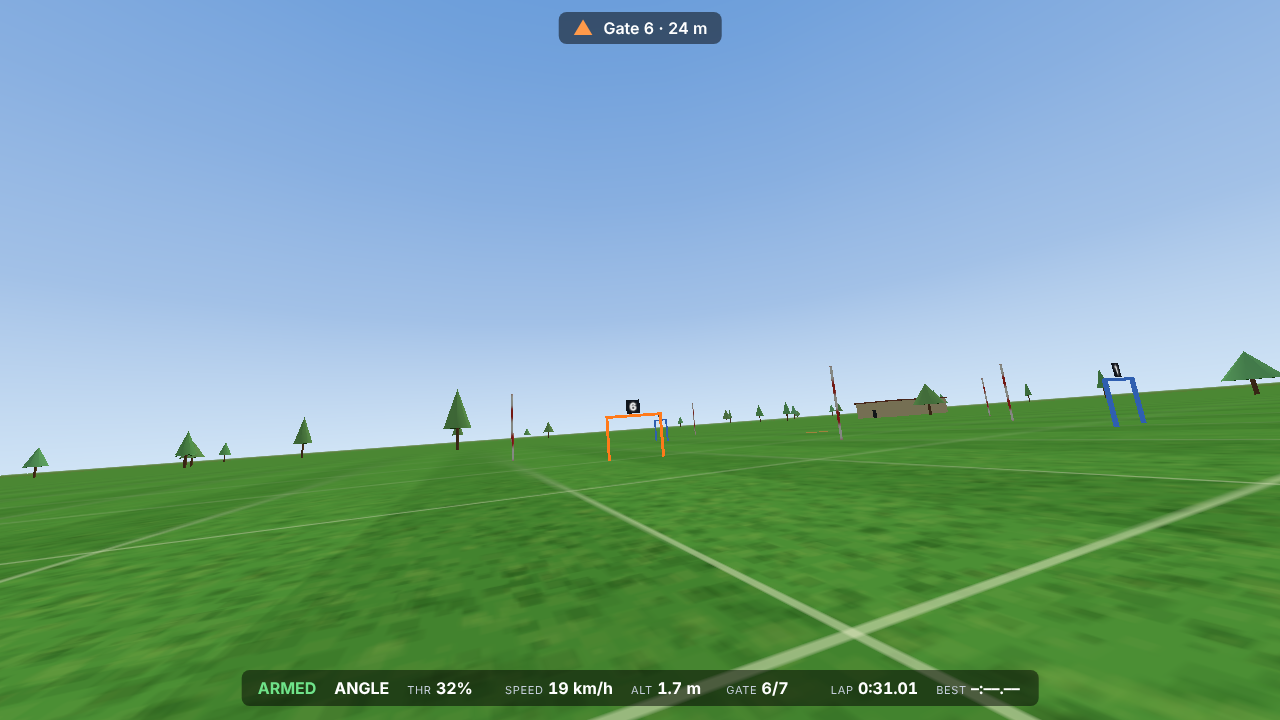 Gate 6 · 24 m
6
ARMED ANGLE THR 32% SPEED 19 km/h ALT 1.7 m GATE 6/7 LAP 0:31.01 BEST –:––.––